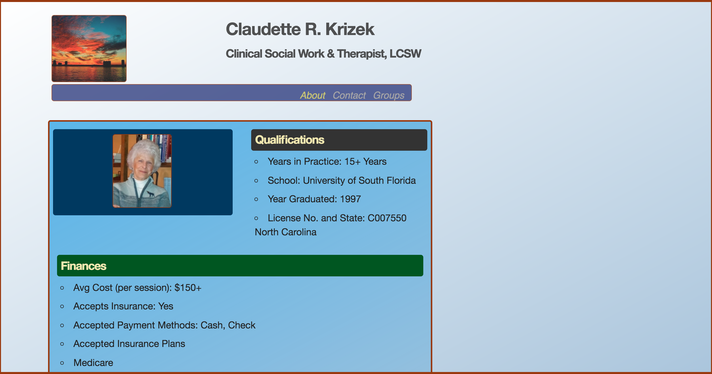 Claudette R. Krizek
Clinical Social Work & Therapist, LCSW
About Contact Groups
Qualifications
Years in Practice: 15+ Years
School: University of South Florida
Year Graduated: 1997
License No. and State: C007550
North Carolina
Finances
Avg Cost (per session): $150+
Accepts Insurance: Yes
Accepted Payment Methods: Cash, Check
Accepted Insurance Plans
Medicare